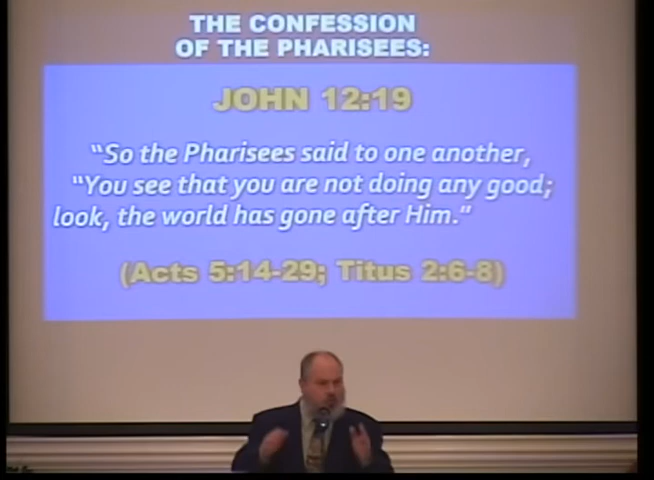 THE CONFESSION
OF THE PHARISEES:
JOHN 12:19
"So the Pharisees said to one another,
"You see that you are not doing any good;
look, the world has gone after Him."
(Acts 5:14-29; Titus 2:6-8)